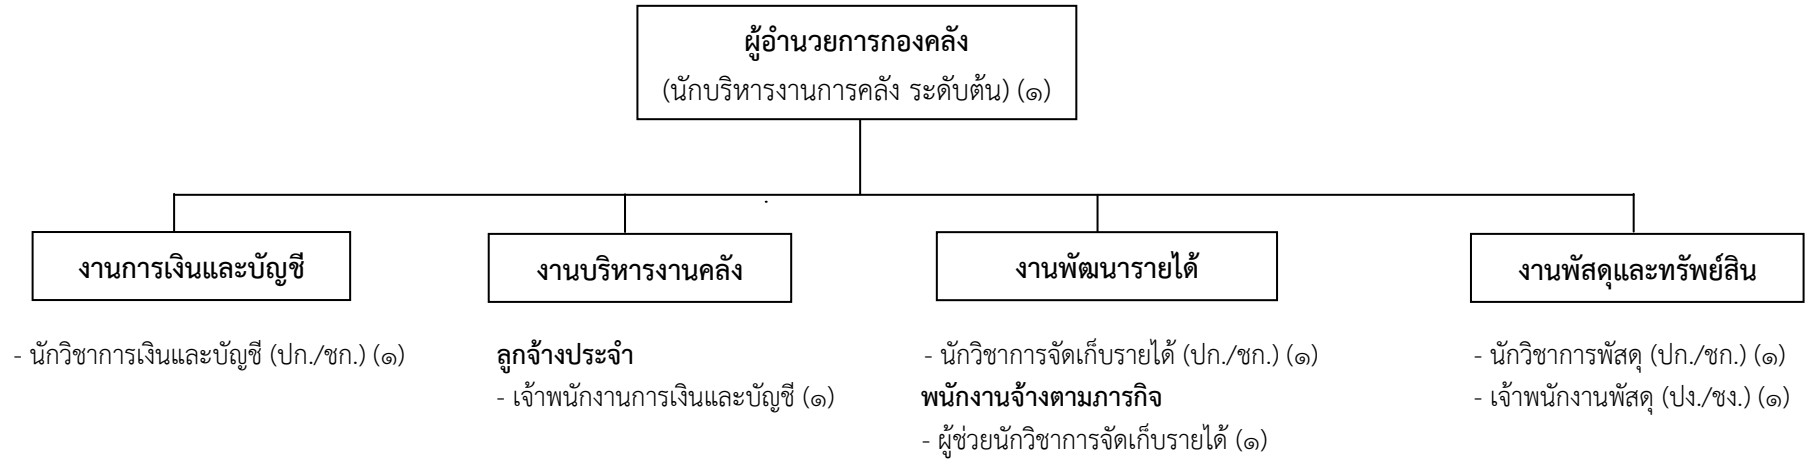 ผู้อำนวยการกองคลัง
(นักบริหารงานการคลัง ระดับต้น) (๑)
งานการเงินและบัญชี
- นักวิชาการเงินและบัญชี (ปก./ชก.) (๑)
งานบริหารงานคลัง
ลูกจ้างประจำ
- เจ้าพนักงานการเงินและบัญชี (๑)
งานพัฒนารายได้
- นักวิชาการจัดเก็บรายได้ (ปก./ชก.) (๑)
พนักงานจ้างตามภารกิจ
- ผู้ช่วยนักวิชาการจัดเก็บรายได้ (๑)
งานพัสดุและทรัพย์สิน
- นักวิชาการพัสดุ (ปก./ชก.) (๑)
- เจ้าพนักงานพัสดุ (ปง./ชง.) (๑)